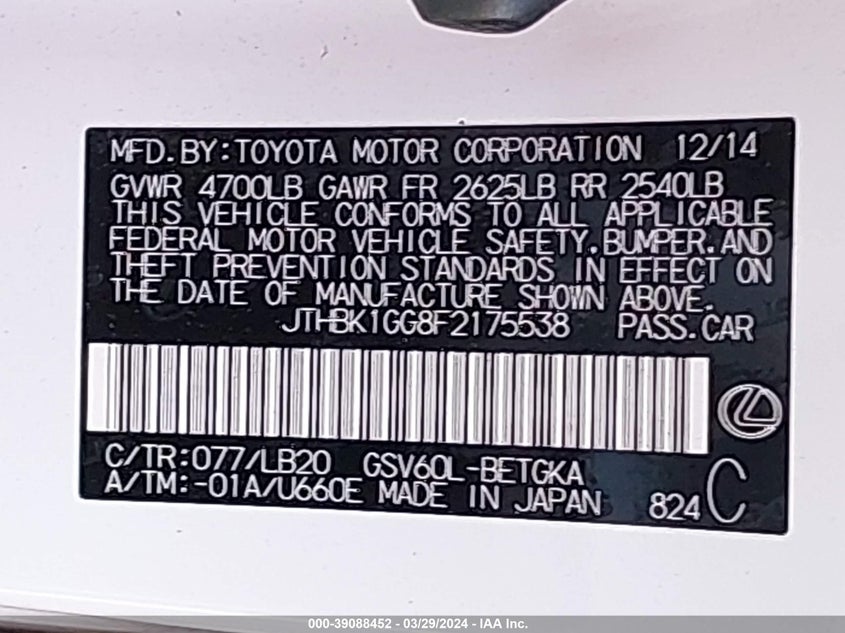 MFD. BY: TOYOTA MOTOR CORPORATION 12/14
GVWR 4700LB GAWR FR 2625LB RR 2540LB
THIS VEHICLE CONFORMS TO ALL APPLICABLE
FEDERAL MOTOR VEHICLE SAFETY. BUMPER. AND
THEFT PREVENTION STANDARDS IN EFFECT ON
THE DATE OF MANUFACTURE SHOWN ABOVE.
JTHBK1GG8F2175538 PASS. CAR
C/TR:077/LB20 GSV60L-BETGKA
A/TM:-01A/U660E MADE IN JAPAN 824 C
000-39088452 - 03/29/2024 - IAA Inc.